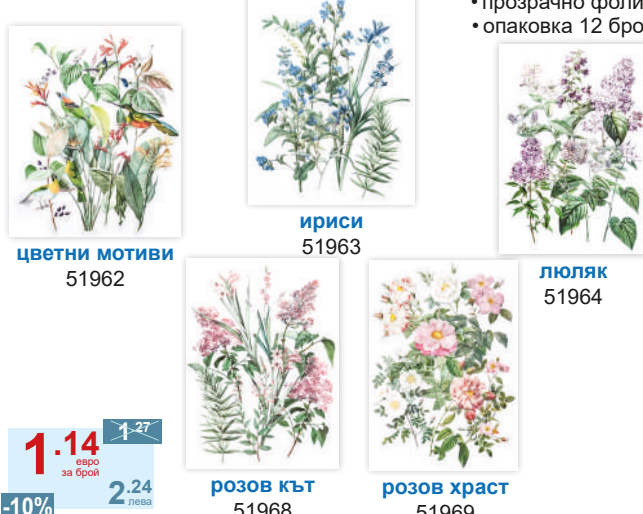 • прозрачно
• опаковка 12
цветни мотиви
51962
ириси
51963
люляк
51964
1.14
евро
за брой
1.27
2.24
лева
-10%
розов кът
51968
розов храст
51969